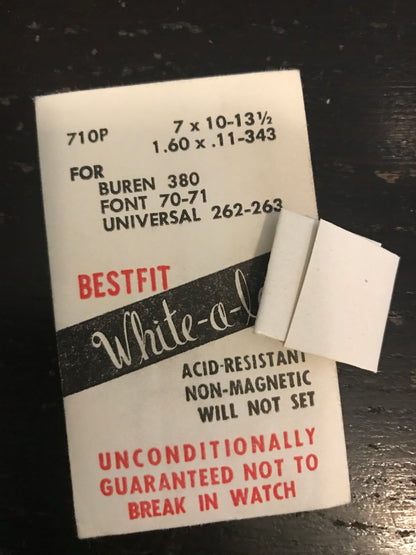 710P
7 x 10-13½
1.60 x .11-343
FOR
BUREN 380
FONT 70-71
UNIVERSAL 262-263
BESTFIT
White-a-
ACID-RESISTANT
NON-MAGNETIC
WILL NOT SET
UNCONDITIONALLY
GUARANTEED NOT TO
BREAK IN WATCH